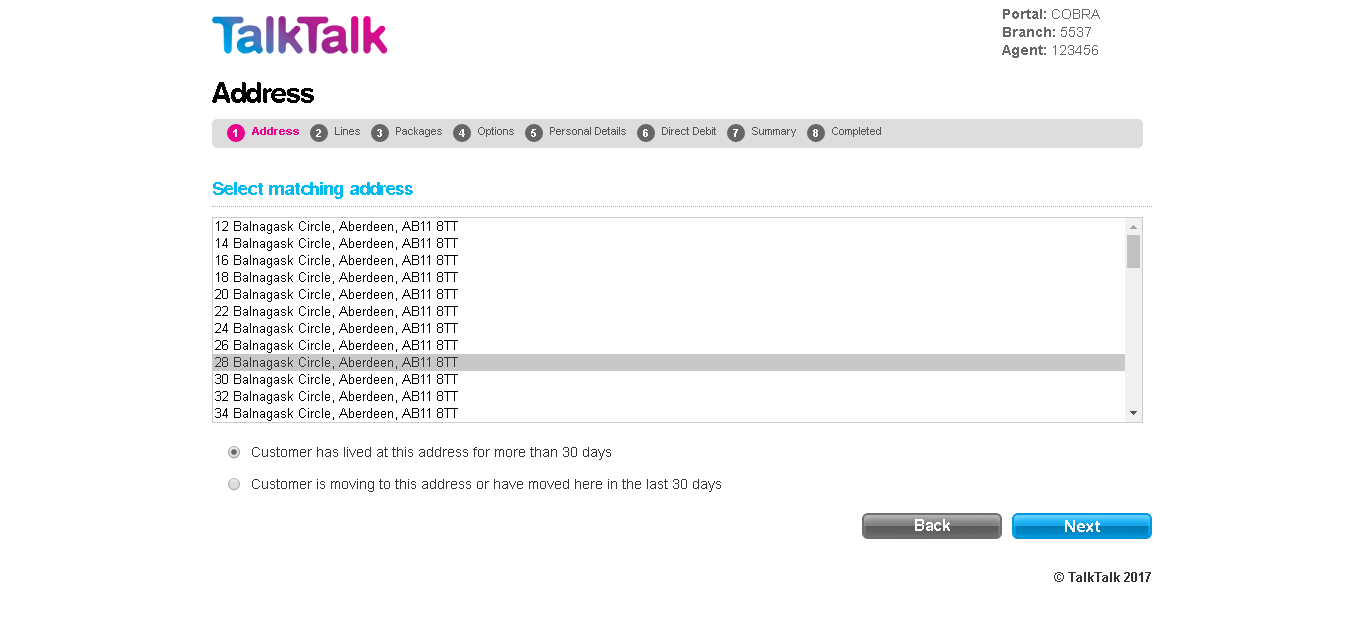 TalkTalk
Portal: COBRA
Branch: 5537
Agent: 123456
Address
1 Address 2 Lines 3 Packages 4 Options 5 Personal Details 6 Direct Debit 7 Summary 8 Completed
Select matching address
12 Balnagask Circle, Aberdeen, AB11 8TT
14 Balnagask Circle, Aberdeen, AB11 8TT
16 Balnagask Circle, Aberdeen, AB11 8TT
18 Balnagask Circle, Aberdeen, AB11 8TT
20 Balnagask Circle, Aberdeen, AB11 8TT
22 Balnagask Circle, Aberdeen, AB11 8TT
24 Balnagask Circle, Aberdeen, AB11 8TT
26 Balnagask Circle, Aberdeen, AB11 8TT
28 Balnagask Circle, Aberdeen, AB11 8TT
30 Balnagask Circle, Aberdeen, AB11 8TT
32 Balnagask Circle, Aberdeen, AB11 8TT
34 Balnagask Circle, Aberdeen, AB11 8TT
Customer has lived at this address for more than 30 days
Customer is moving to this address or have moved here in the last 30 days
Back Next
© TalkTalk 2017